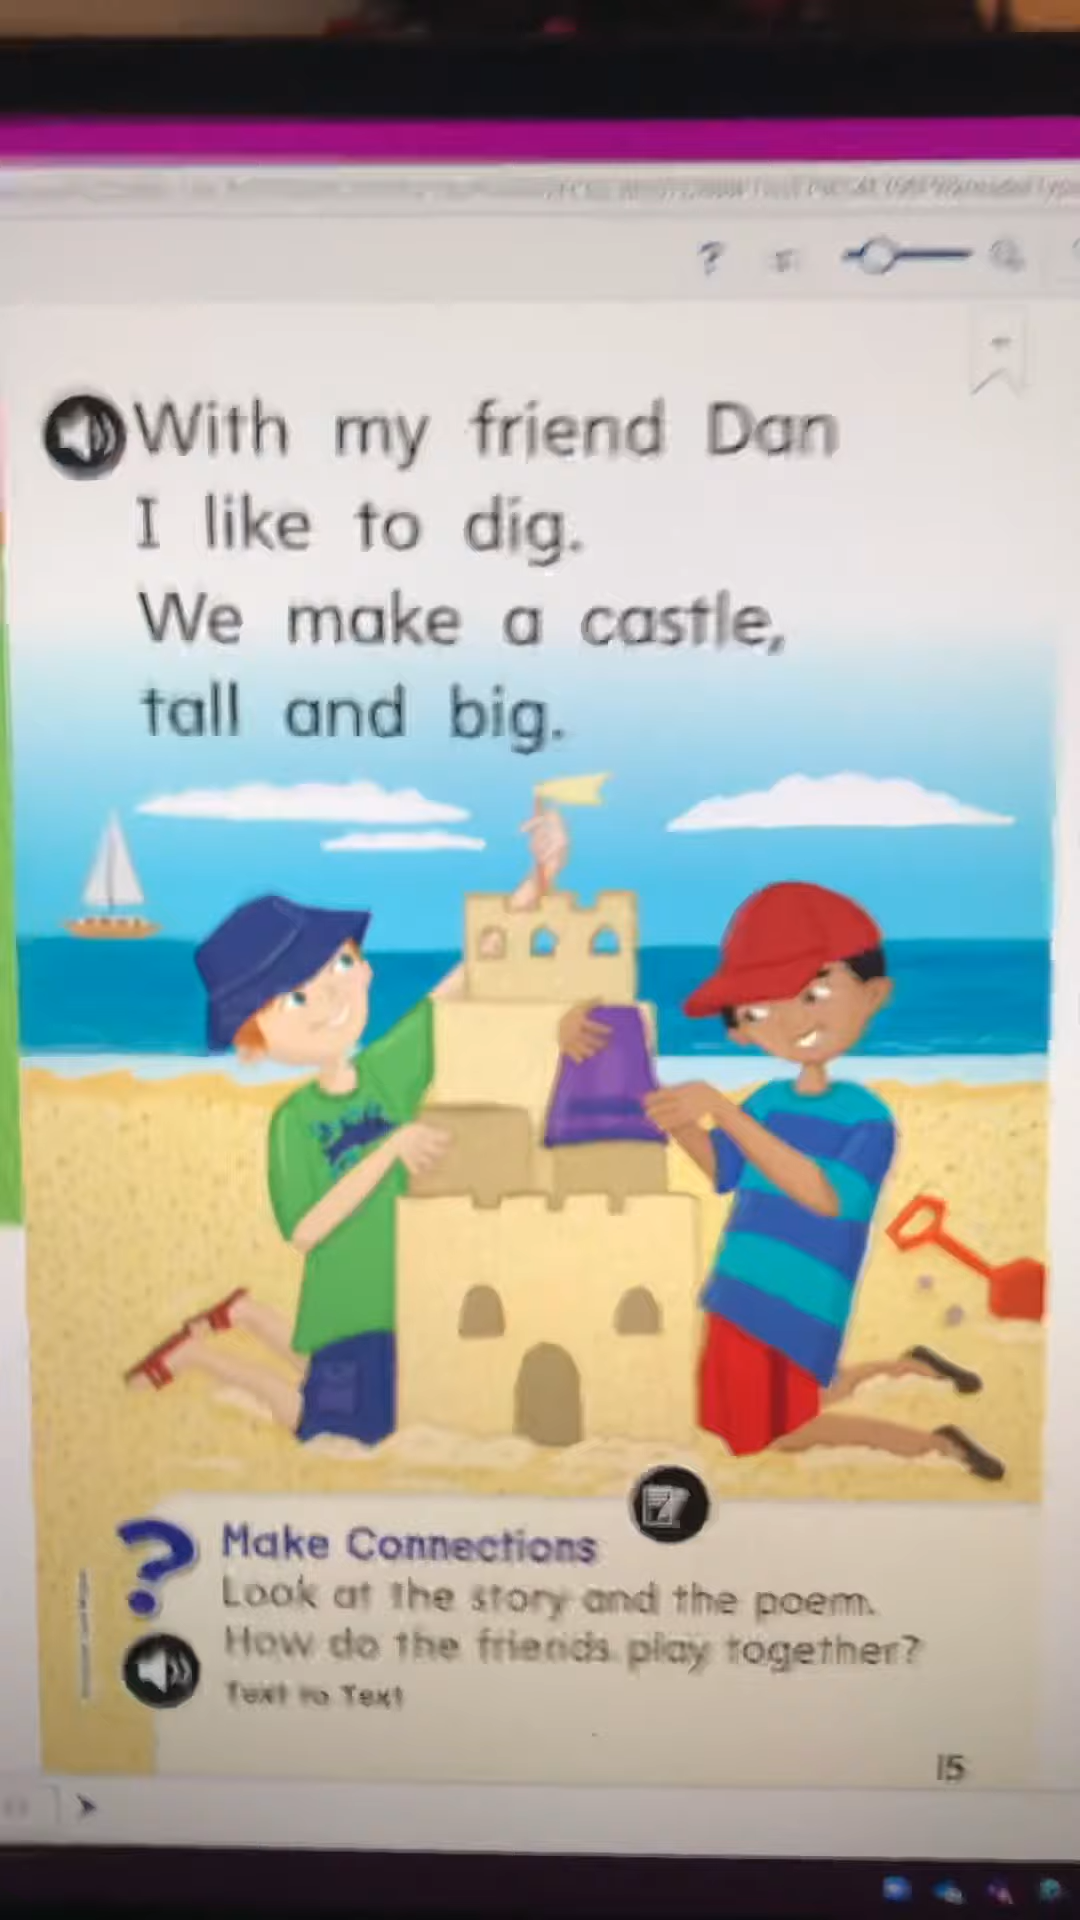 With my friend Dan
I like to dig.
We make a castle,
tall and big.
Make Connections
Look at the story and the poem.
How do the friends play together?
Text to Text
15